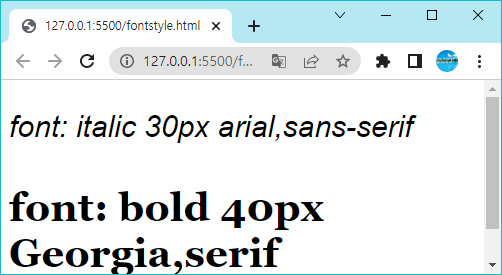 127.0.0.1:5500/fontstyle.html
127.0.0.1:5500/f...
font: italic 30px arial,sans-serif
font: bold 40px
Georgia,serif